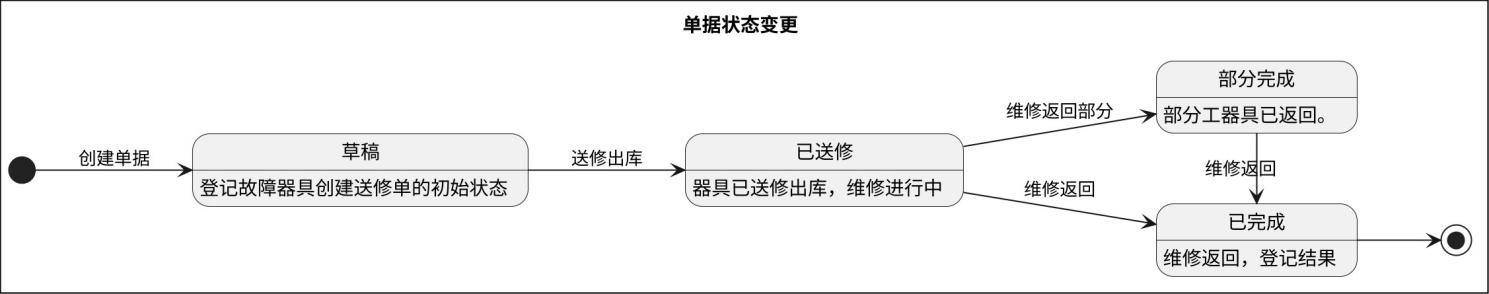 单据状态变更
创建单据
草稿
登记故障器具创建送修单的初始状态
送修出库
已送修
器具已送修出库，维修进行中
维修返回部分
部分完成
部分工器具已返回。
维修返回
维修返回
已完成
维修返回，登记结果